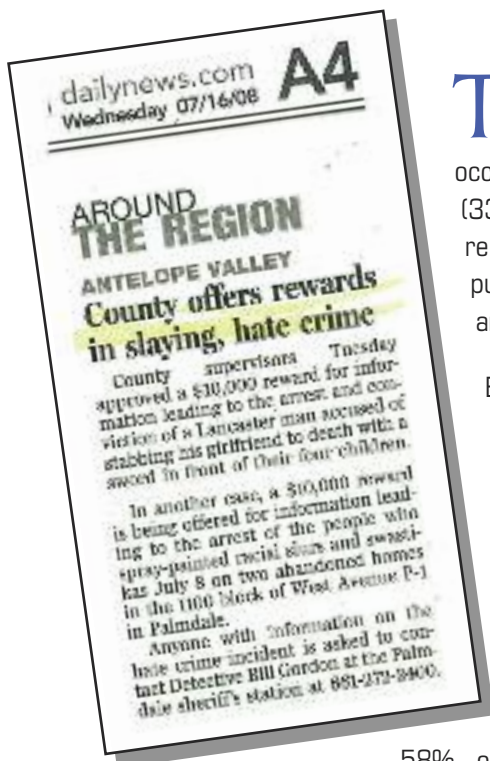 dailynews.com
Wednesday 07/16/08
A4
AROUND
THE REGION
ANTELOPE VALLEY
County offers rewards
in slaying, hate crime
County supervisors Tuesday
approved a $10,000 reward for infor-
mation leading to the arrest and con-
viction of a Lancaster man accused of
stabbing his girlfriend to death with a
sword in front of their four children.
In another case, a $10,000 reward
is being offered for information lead-
ing to the arrest of the people who
spray-painted racial slurs and swasti-
kas July 8 on two abandoned homes
in the 1100 block of West Avenue P-1
in Palmdale.
Anyone with information on the
hate crime incident is asked to con-
tact Detective Bill Gordon at the Palm-
dale sheriff's station at 661-272-2400.
T
occ
(33
re
pu
a
E
58%